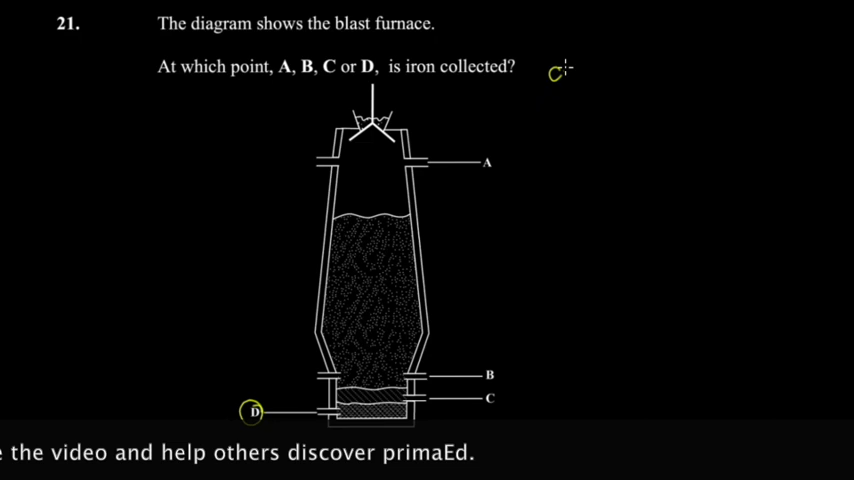 21. The diagram shows the blast furnace.
At which point, A, B, C or D, is iron collected?
A
B
C
D
the video and help others discover primaEd.